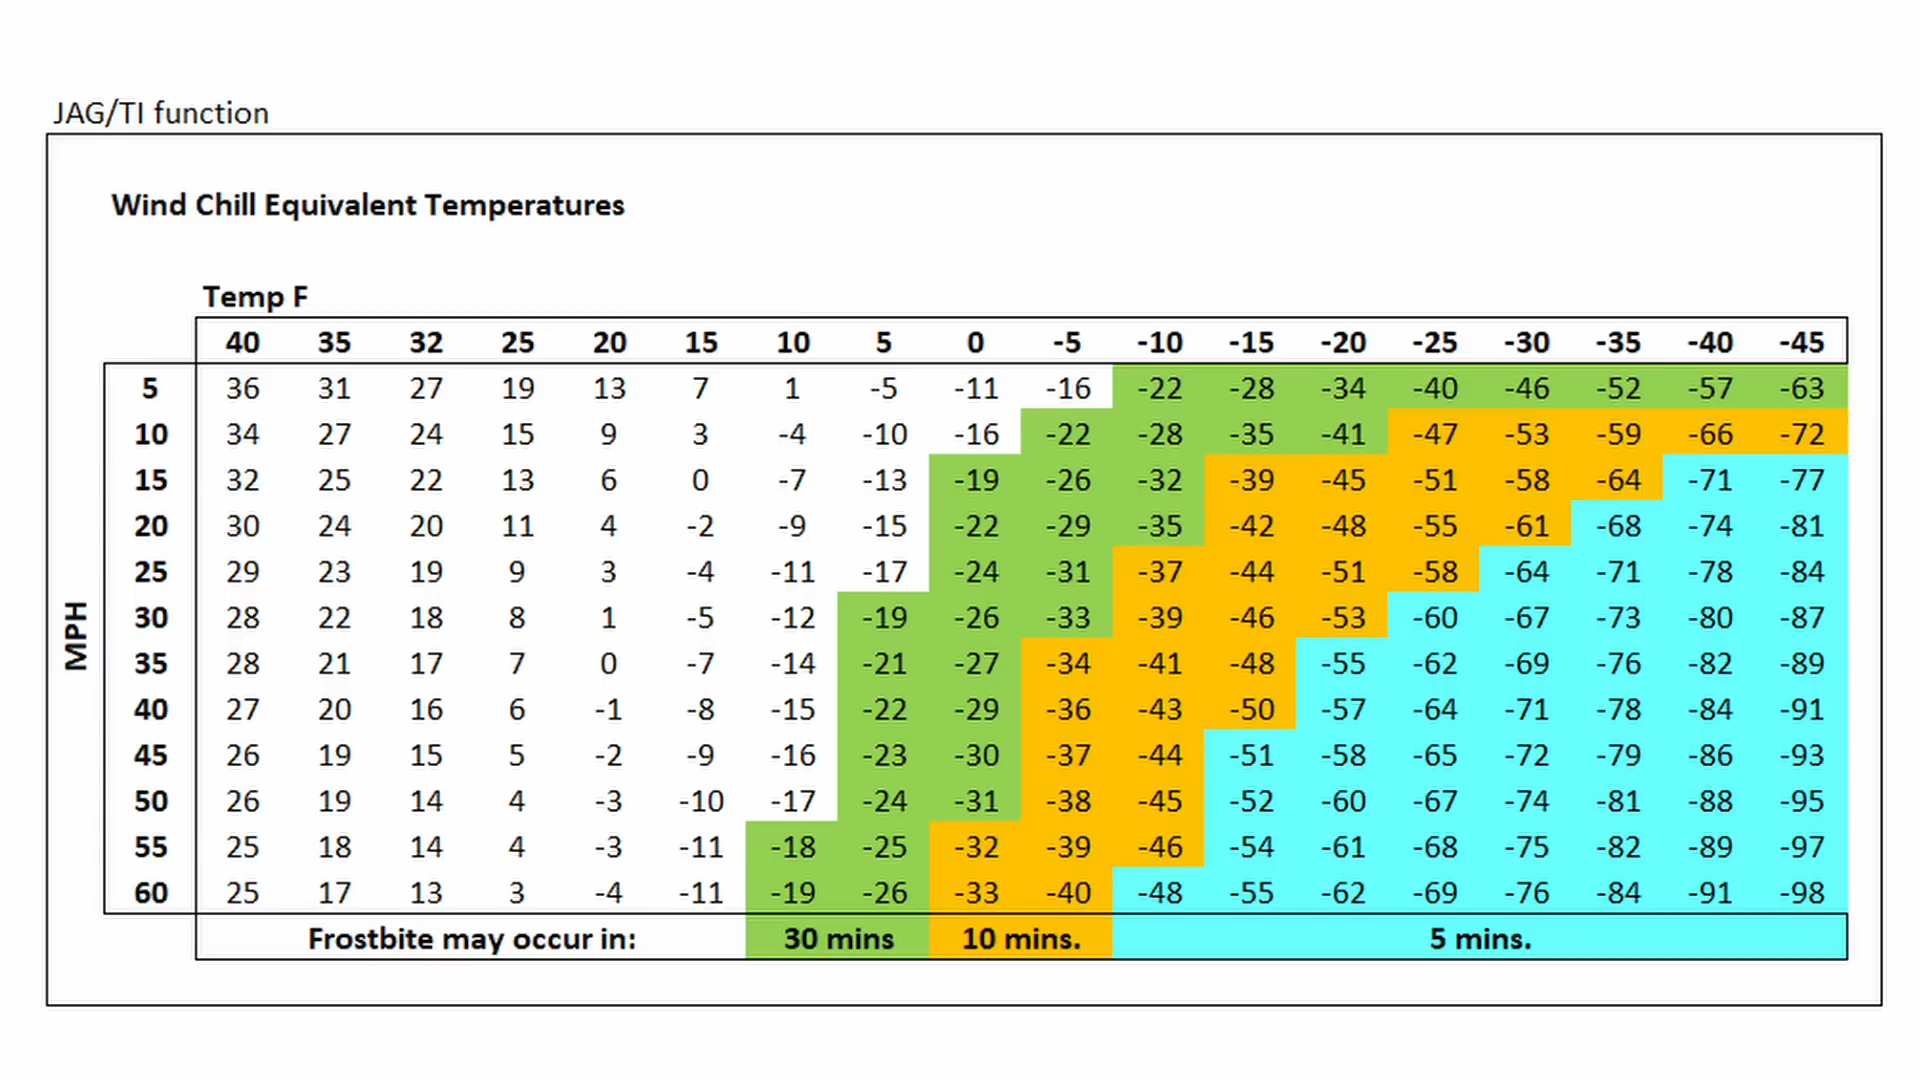 JAG/TI function
Wind Chill Equivalent Temperatures
Temp F
40 35 32 25 20 15 10 5 0 -5 -10 -15 -20 -25 -30 -35 -40 -45
5 36 31 27 19 13 7 1 -5 -11 -16 -22 -28 -34 -40 -46 -52 -57 -63
10 34 27 24 15 9 3 -4 -10 -16 -22 -28 -35 -41 -47 -53 -59 -66 -72
15 32 25 22 13 6 0 -7 -13 -19 -26 -32 -39 -45 -51 -58 -64 -71 -77
20 30 24 20 11 4 -2 -9 -15 -22 -29 -35 -42 -48 -55 -61 -68 -74 -81
25 29 23 19 9 3 -4 -11 -17 -24 -31 -37 -44 -51 -58 -64 -71 -78 -84
30 28 22 18 8 1 -5 -12 -19 -26 -33 -39 -46 -53 -60 -67 -73 -80 -87
35 28 21 17 7 0 -7 -14 -21 -27 -34 -41 -48 -55 -62 -69 -76 -82 -89
40 27 20 16 6 -1 -8 -15 -22 -29 -36 -43 -50 -57 -64 -71 -78 -84 -91
45 26 19 15 5 -2 -9 -16 -23 -30 -37 -44 -51 -58 -65 -72 -79 -86 -93
50 26 19 14 4 -3 -10 -17 -24 -31 -38 -45 -52 -60 -67 -74 -81 -88 -95
55 25 18 14 4 -3 -11 -18 -25 -32 -39 -46 -54 -61 -68 -75 -82 -89 -97
60 25 17 13 3 -4 -11 -19 -26 -33 -40 -48 -55 -62 -69 -76 -84 -91 -98
MPH
Frostbite may occur in: 30 mins 10 mins. 5 mins.